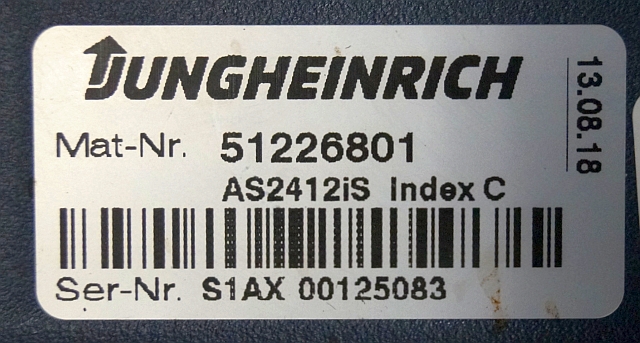 JUNGHEINRICH
Mat-Nr. 51226801
AS2412iS Index C
Ser-Nr. S1AX 00125083
13.08.18